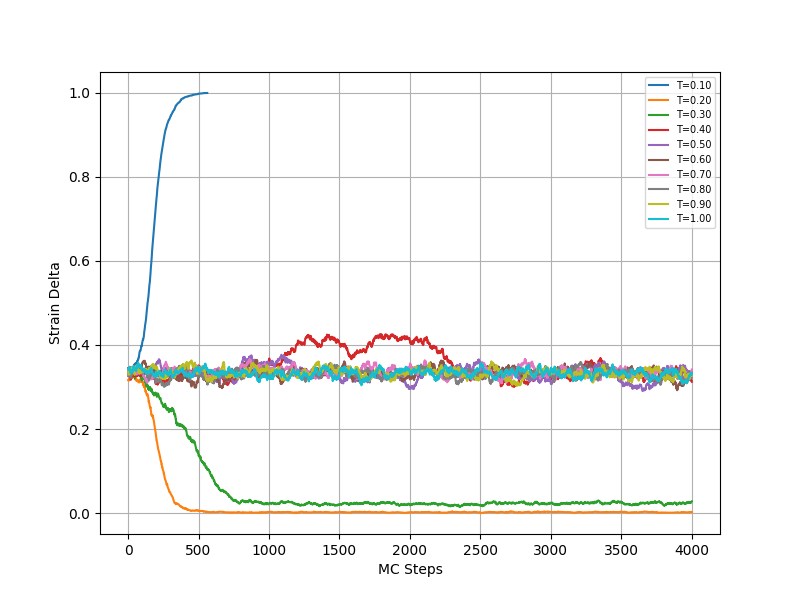 1.0
0.8
0.6
0.4
0.2
0.0
Strain Delta
0
500
1000
1500
2000
2500
3000
3500
4000
MC Steps
T=0.10
T=0.20
T=0.30
T=0.40
T=0.50
T=0.60
T=0.70
T=0.80
T=0.90
T=1.00